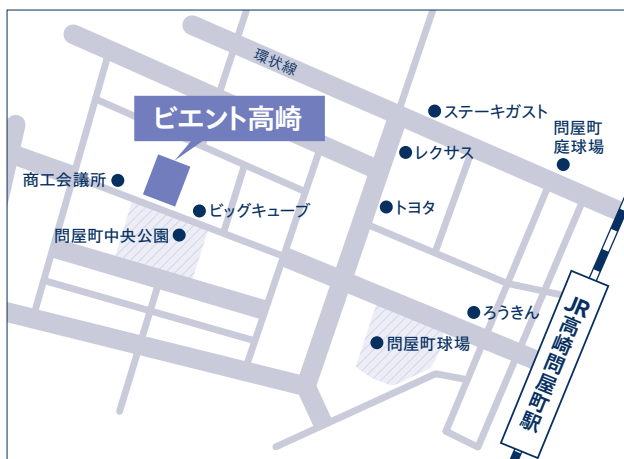 環状線
ステーキガスト
ビエント高崎
問屋町
庭球場
レクサス
商工会議所
ビッグキューブ
トヨタ
問屋町中央公園
ろうきん
問屋町球場
JR高崎問屋町駅